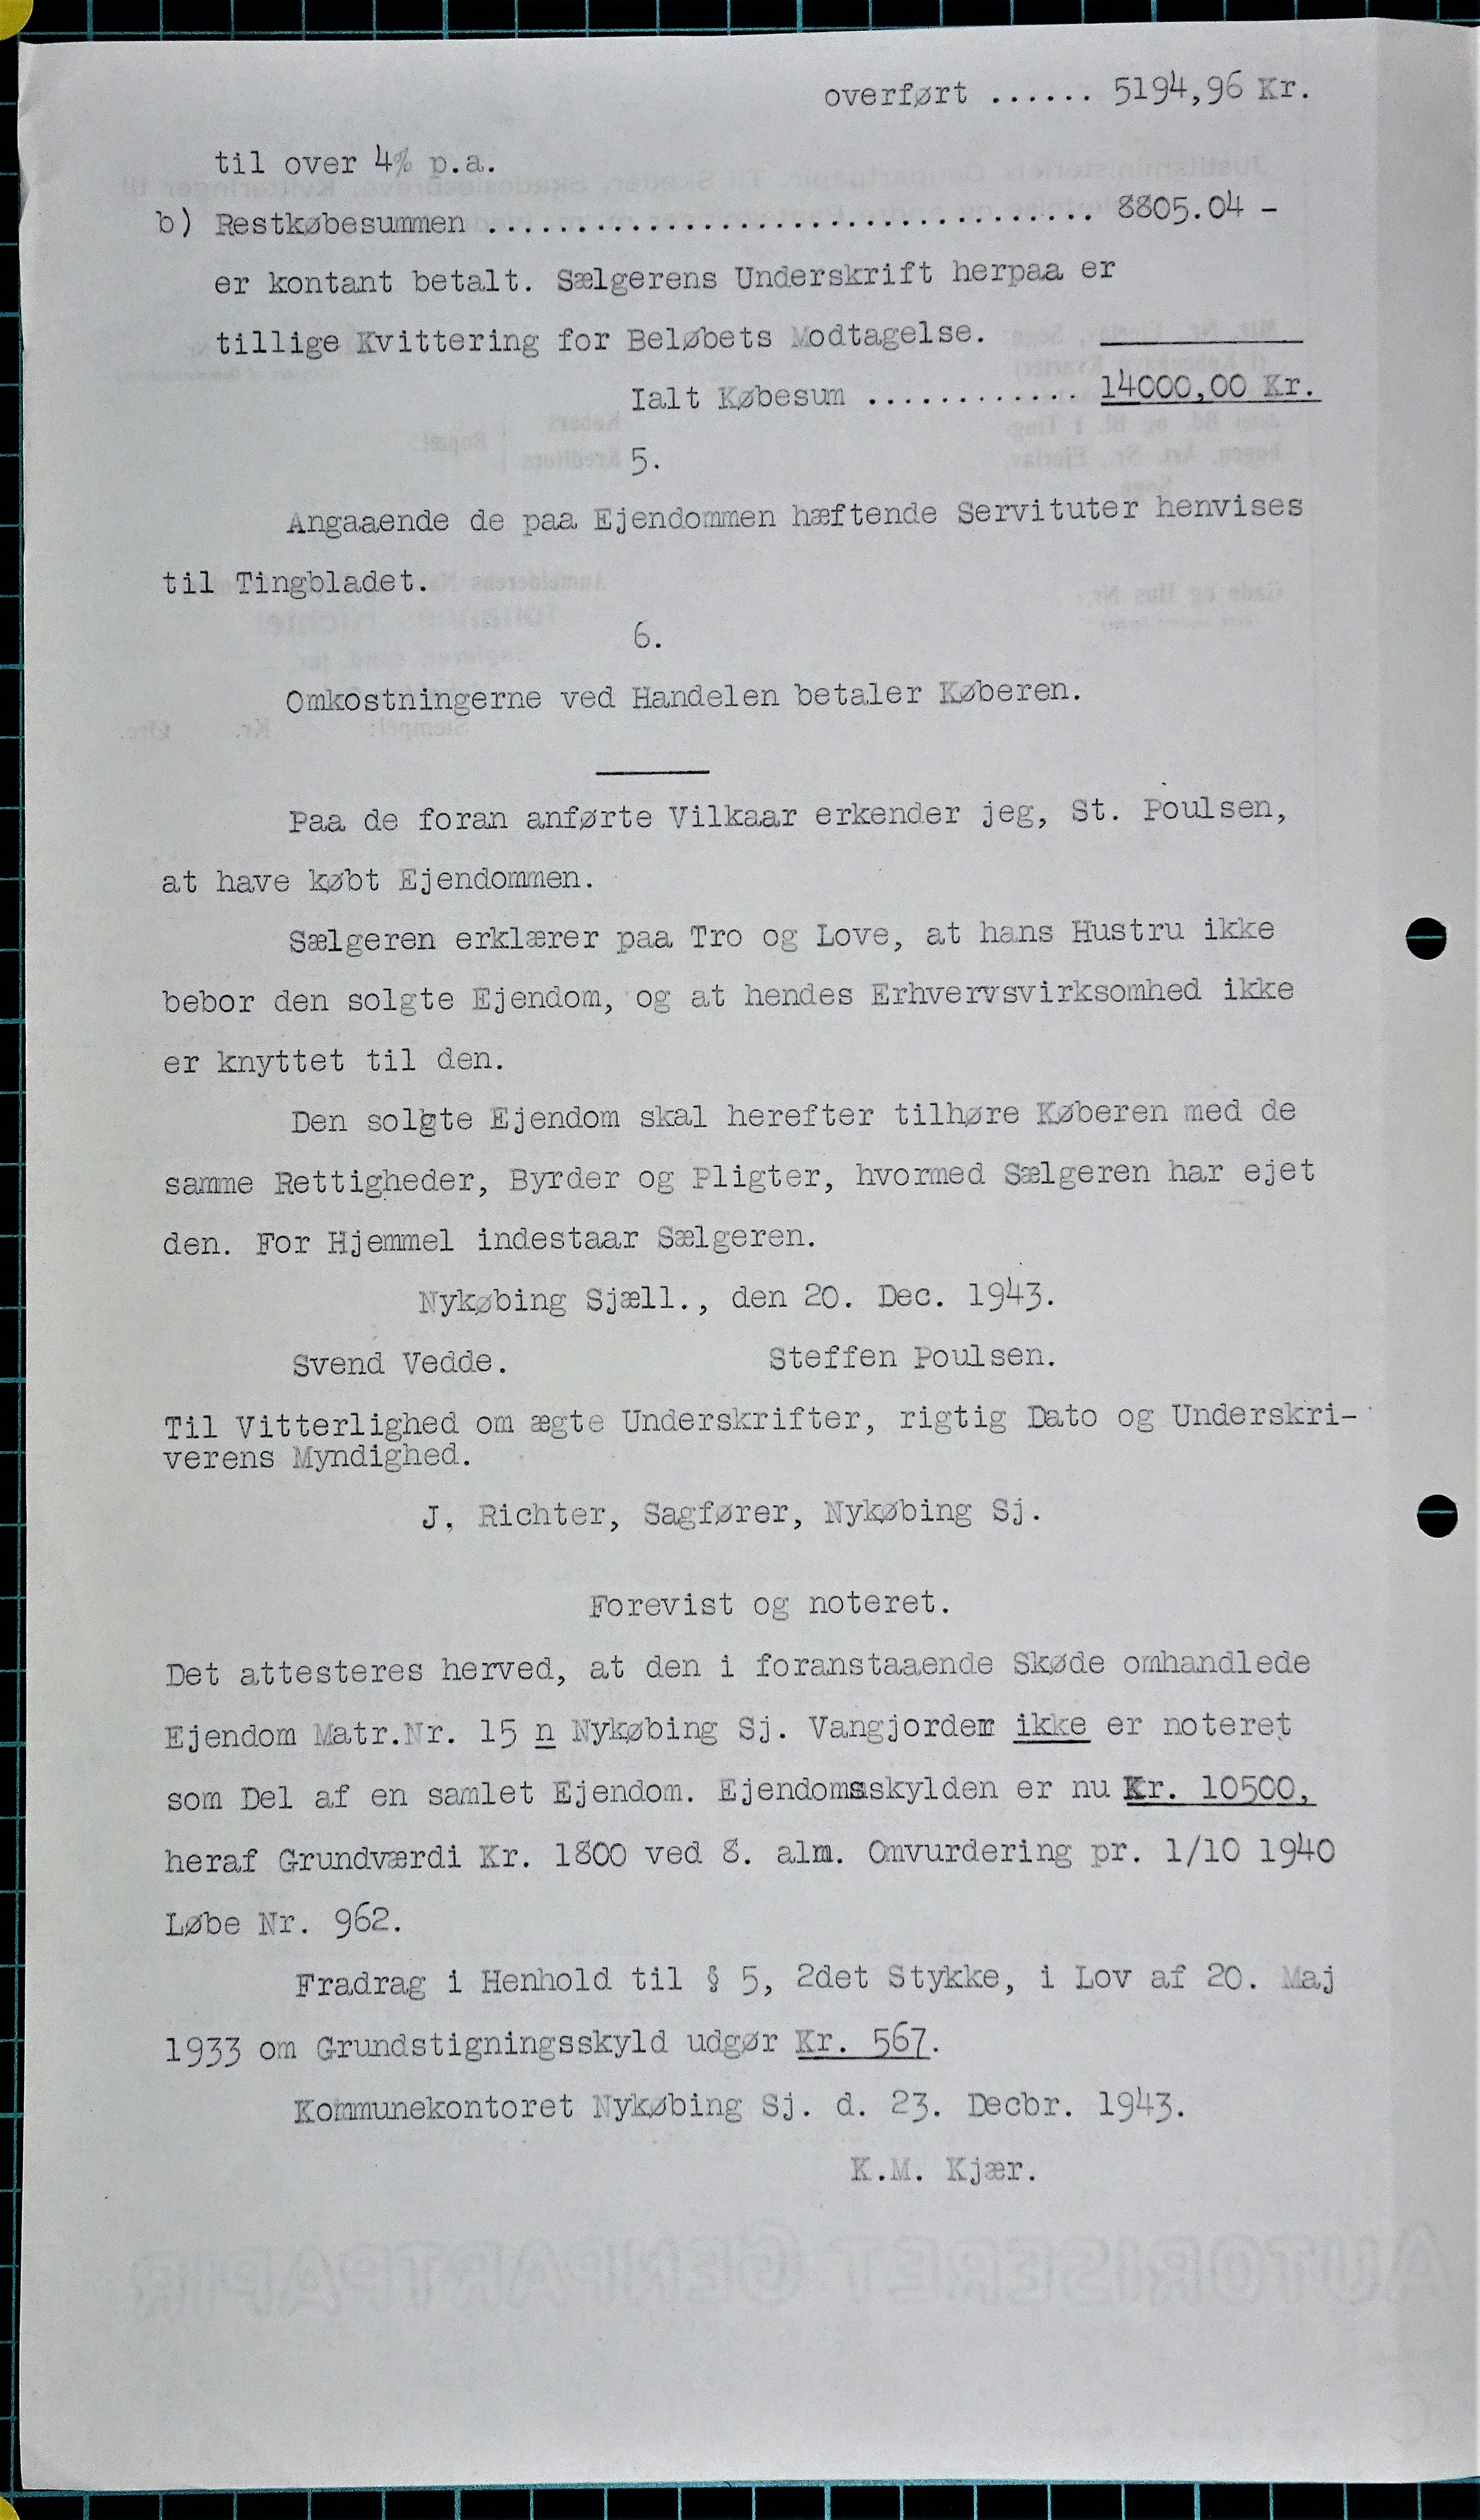 overført ...... 5194,96 Kr.
til over 4% p.a.
b) Restkøbesummen .................................. 8805.04 -
er kontant betalt. Sælgerens Underskrift herpaa er
tillige Kvittering for Beløbets Modtagelse.
Ialt Købesum ............ 14000,00 Kr.
5.
Angaaende de paa Ejendommen hæftende Servituter henvises
til Tingbladet.
6.
Omkostningerne ved Handelen betaler Køberen.
Paa de foran anførte Vilkaar erkender jeg, St. Poulsen,
at have købt Ejendommen.
Sælgeren erklærer paa Tro og Love, at hans Hustru ikke
bebor den solgte Ejendom, og at hendes Erhvervsvirksomhed ikke
er knyttet til den.
Den solgte Ejendom skal herefter tilhøre Køberen med de
samme Rettigheder, Byrder og Pligter, hvormed Sælgeren har ejet
den. For Hjemmel indestaar Sælgeren.
Nykøbing Sjæll., den 20. Dec. 1943.
Svend Vedde. Steffen Poulsen.
Til Vitterlighed om ægte Underskrifter, rigtig Dato og Underskri-
verens Myndighed.
J. Richter, Sagfører, Nykøbing Sj.
Forevist og noteret.
Det attesteres herved, at den i foranstaaende Skøde omhandlede
Ejendom Matr.Nr. 15 n Nykøbing Sj. Vangjorder ikke er noteret
som Del af en samlet Ejendom. Ejendomsskylden er nu Kr. 10500,
heraf Grundværdi Kr. 1800 ved 8. alm. Omvurdering pr. 1/10 1940
Løbe Nr. 962.
Fradrag i Henhold til § 5, 2det Stykke, i Lov af 20. Maj
1933 om Grundstigningsskyld udgør Kr. 567.
Kommunekontoret Nykøbing Sj. d. 23. Decbr. 1943.
K.M. Kjær.
AUTORISERET GENPARTPAPIR